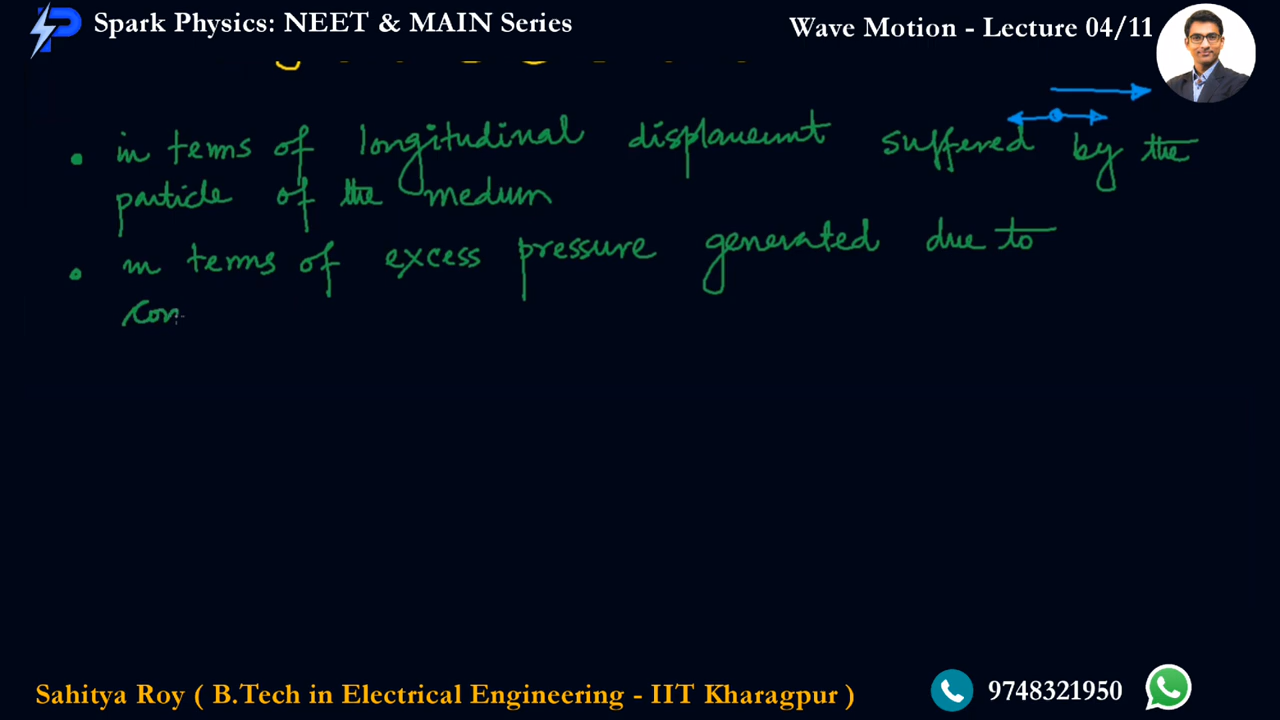 Spark Physics: NEET & MAIN Series
Wave Motion - Lecture 04/11
• in terms of longitudinal displacement suffered by the
particle of the medium
• in terms of excess pressure generated due to
com
Sahitya Roy ( B.Tech in Electrical Engineering - IIT Kharagpur )
9748321950